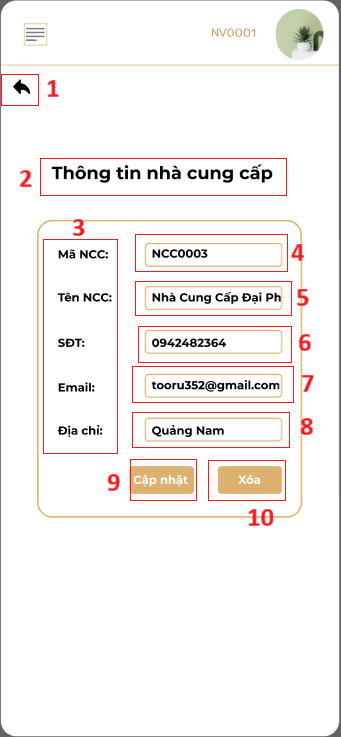 NV0001
1
2 Thông tin nhà cung cấp
3
Mã NCC: NCC0003 4
Tên NCC: Nhà Cung Cấp Đại Ph 5
SĐT: 0942482364 6
Email: tooru352@gmail.com 7
Địa chỉ: Quảng Nam 8
9 Cập nhật Xóa
10